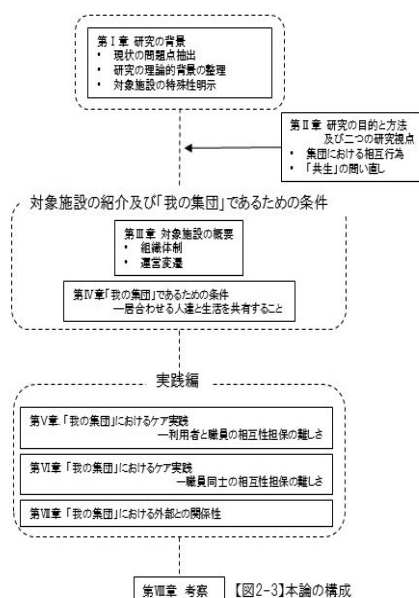 第Ⅰ章 研究の背景
• 現状の問題点抽出
• 研究の理論的背景の整理
• 対象施設の特殊性明示
第Ⅱ章 研究の目的と方法
及び二つの研究視点
• 集団における相互行為
• 「共生」の問い直し
対象施設の紹介及び「我の集団」であるための条件
第Ⅲ章 対象施設の概要
• 組織体制
• 運営変遷
第Ⅳ章「我の集団」であるための条件
―居合わせる人達と生活を共有すること
実践編
第Ⅴ章.「我の集団」におけるケア実践
―利用者と職員の相互性担保の難しさ
第Ⅵ章 「我の集団」におけるケア実践
―職員同士の相互性担保の難しさ
第Ⅶ章 「我の集団」における外部との関係性
第Ⅷ章 考察
【図2-3】本論の構成